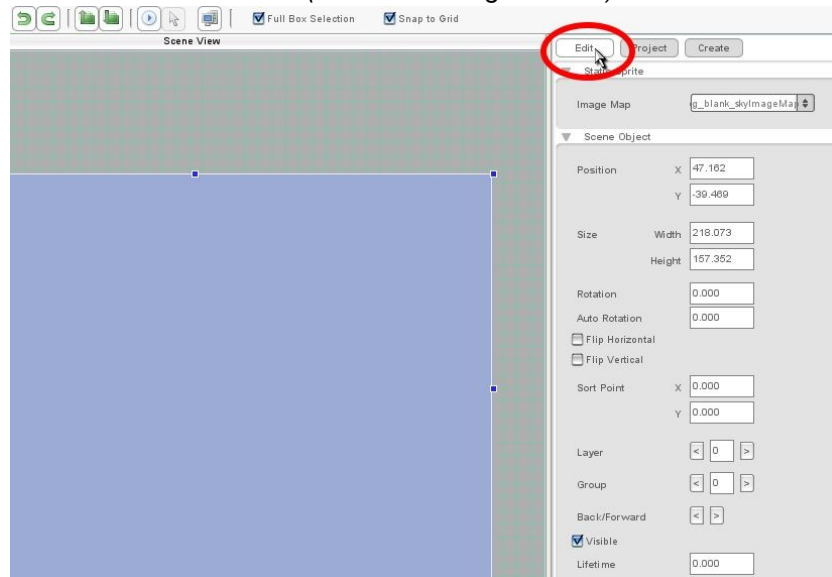 Full Box Selection Snap to Grid
Scene View
Edit Project Create
Static Sprite
Image Map g_blank_skyImageMap
Scene Object
Position X 47.162
Y -39.469
Size Width 218.073
Height 157.352
Rotation 0.000
Auto Rotation 0.000
Flip Horizontal
Flip Vertical
Sort Point X 0.000
Y 0.000
Layer < 0 >
Group < 0 >
Back/Forward < >
Visible
Lifetime 0.000